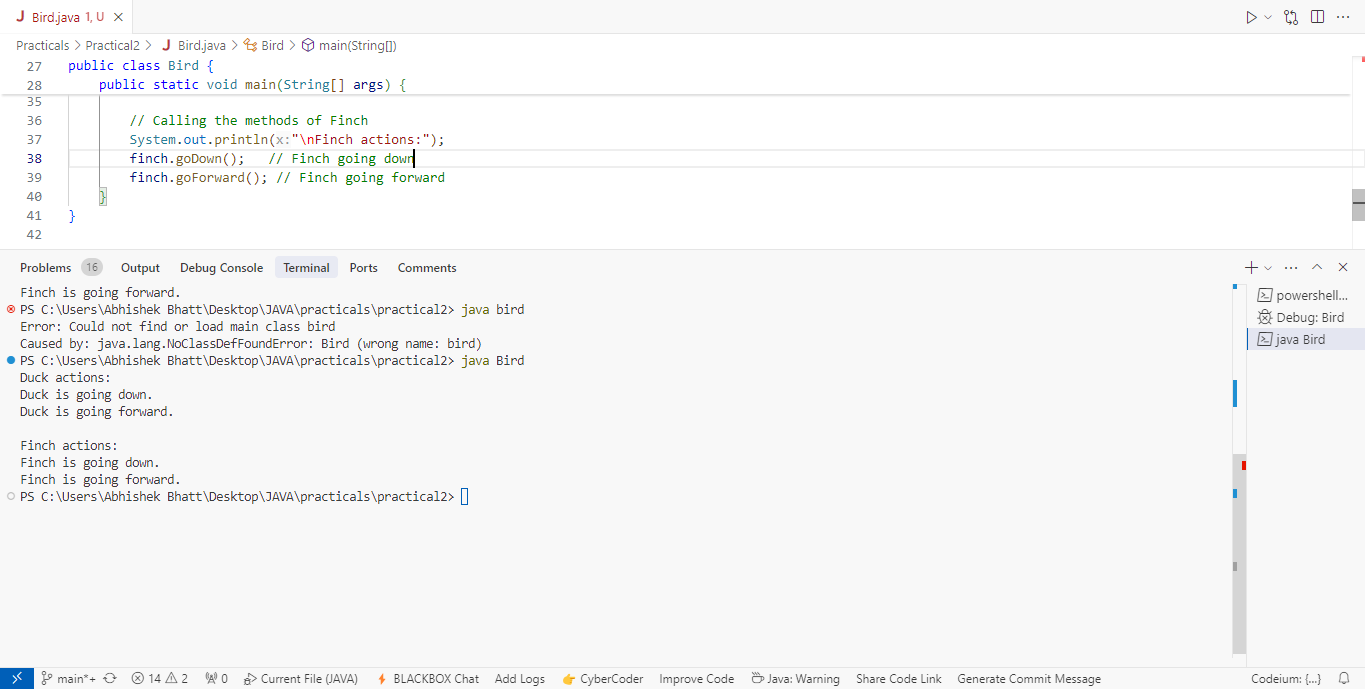 Bird.java 1, U
Practicals > Practical2 > Bird.java > Bird > main(String[])
27 public class Bird {
28 public static void main(String[] args) {
35
36 // Calling the methods of Finch
37 System.out.println(x:"\nFinch actions:");
38 finch.goDown(); // Finch going down
39 finch.goForward(); // Finch going forward
40 }
41 }
42
Problems 16 Output Debug Console Terminal Ports Comments
Finch is going forward.
PS C:\Users\Abhishek Bhatt\Desktop\JAVA\practicals\practical2> java bird
Error: Could not find or load main class bird
Caused by: java.lang.NoClassDefFoundError: Bird (wrong name: bird)
PS C:\Users\Abhishek Bhatt\Desktop\JAVA\practicals\practical2> java Bird
Duck actions:
Duck is going down.
Duck is going forward.
Finch actions:
Finch is going down.
Finch is going forward.
PS C:\Users\Abhishek Bhatt\Desktop\JAVA\practicals\practical2>
powershell...
Debug: Bird
java Bird
main*+ 14 2 0 Current File (JAVA) BLACKBOX Chat Add Logs CyberCoder Improve Code Java: Warning Share Code Link Generate Commit Message Codeium: {...}